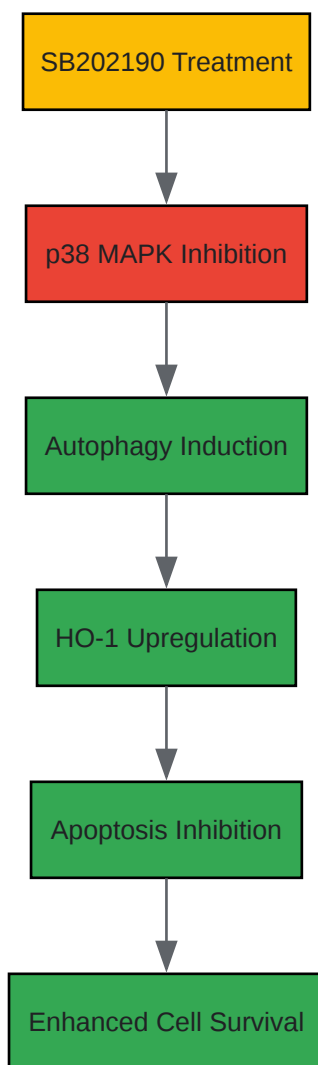 SB202190 Treatment
p38 MAPK Inhibition
Autophagy Induction
HO-1 Upregulation
Apoptosis Inhibition
Enhanced Cell Survival